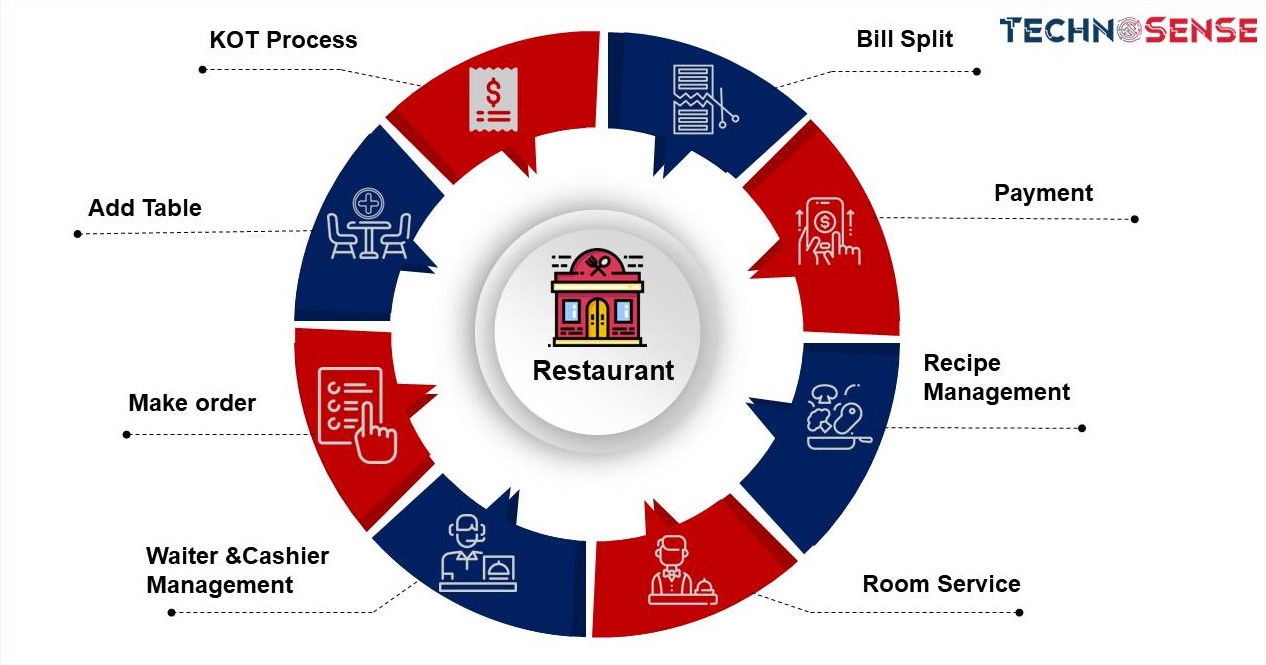 KOT Process
Bill Split
TECHNOSENSE
Add Table
Payment
Restaurant
Make order
Recipe
Management
Waiter &Cashier
Management
Room Service